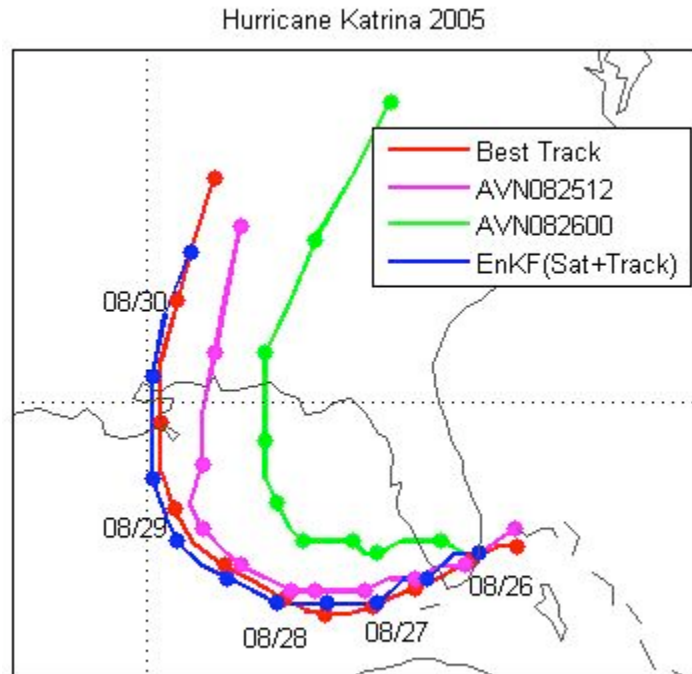 Hurricane Katrina 2005
Best Track
AVN082512
AVN082600
EnKF(Sat+Track)
08/30
08/29
08/26
08/28
08/27